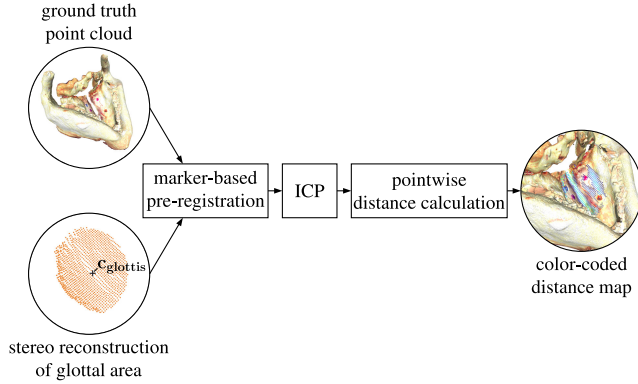 ground truth
point cloud
marker-based
pre-registration
ICP
pointwise
distance calculation
color-coded
distance map
c_glottis
stereo reconstruction
of glottal area